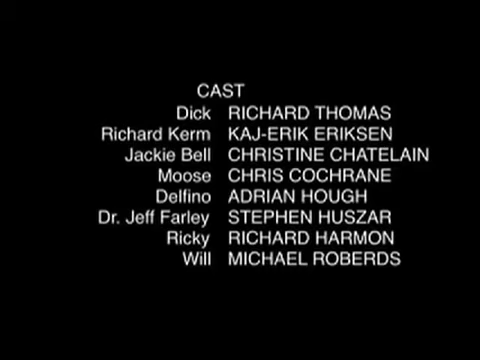 CAST
Dick RICHARD THOMAS
Richard Kerm KAJ-ERIK ERIKSEN
Jackie Bell CHRISTINE CHATELAIN
Moose CHRIS COCHRANE
Delfino ADRIAN HOUGH
Dr. Jeff Farley STEPHEN HUSZAR
Ricky RICHARD HARMON
Will MICHAEL ROBERDS